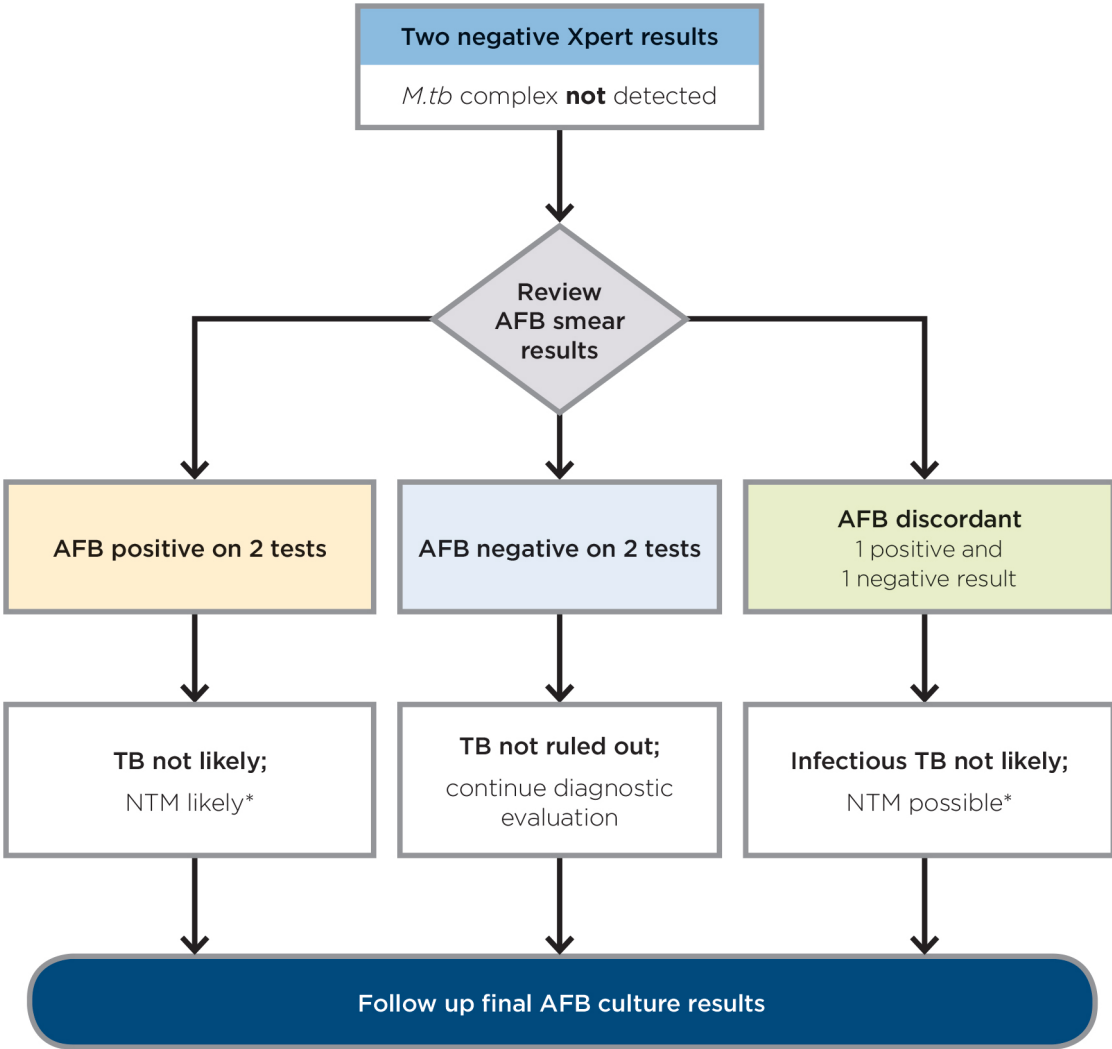 Two negative Xpert results
M.tb complex not detected
Review
AFB smear
results
AFB positive on 2 tests
AFB negative on 2 tests
AFB discordant
1 positive and
1 negative result
TB not likely;
NTM likely*
TB not ruled out;
continue diagnostic
evaluation
Infectious TB not likely;
NTM possible*
Follow up final AFB culture results